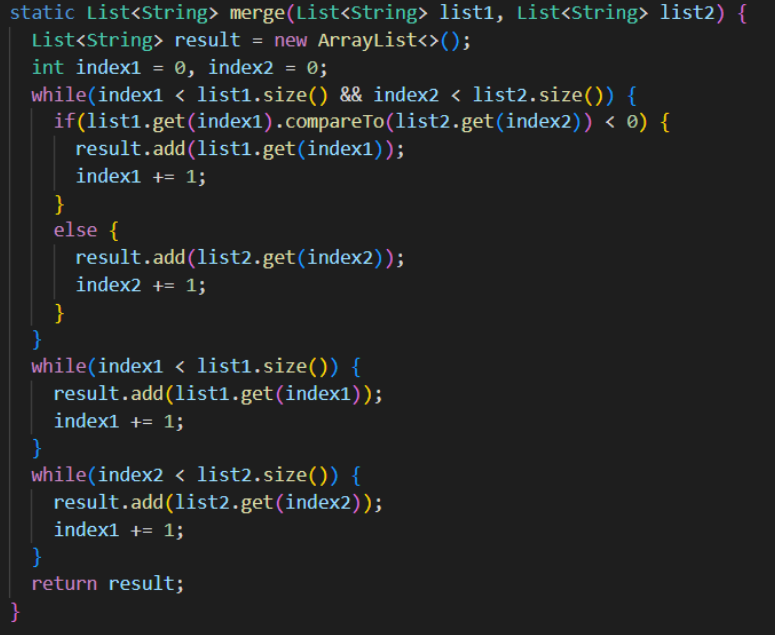 static List<String> merge(List<String> list1, List<String> list2) {
  List<String> result = new ArrayList<>();
  int index1 = 0, index2 = 0;
  while(index1 < list1.size() && index2 < list2.size()) {
    if(list1.get(index1).compareTo(list2.get(index2)) < 0) {
      result.add(list1.get(index1));
      index1 += 1;
    }
    else {
      result.add(list2.get(index2));
      index2 += 1;
    }
  }
  while(index1 < list1.size()) {
    result.add(list1.get(index1));
    index1 += 1;
  }
  while(index2 < list2.size()) {
    result.add(list2.get(index2));
    index1 += 1;
  }
  return result;
}